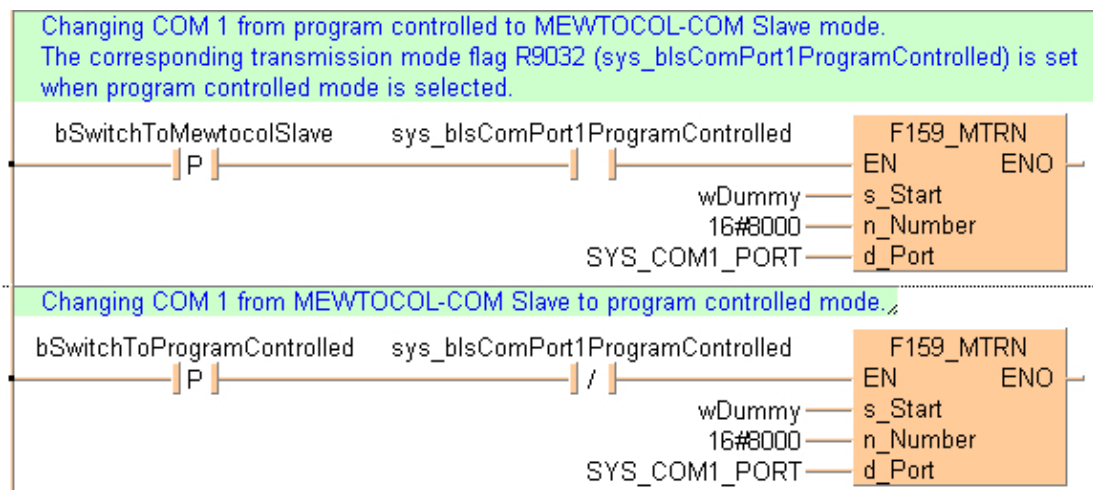 Changing COM 1 from program controlled to MEWTOCOL-COM Slave mode.
The corresponding transmission mode flag R9032 (sys_bIsComPort1ProgramControlled) is set
when program controlled mode is selected.
bSwitchToMewtocolSlave sys_bIsComPort1ProgramControlled F159_MTRN
P EN ENO
wDummy s_Start
16#8000 n_Number
SYS_COM1_PORT d_Port
Changing COM 1 from MEWTOCOL-COM Slave to program controlled mode.
bSwitchToProgramControlled sys_bIsComPort1ProgramControlled F159_MTRN
P / EN ENO
wDummy s_Start
16#8000 n_Number
SYS_COM1_PORT d_Port